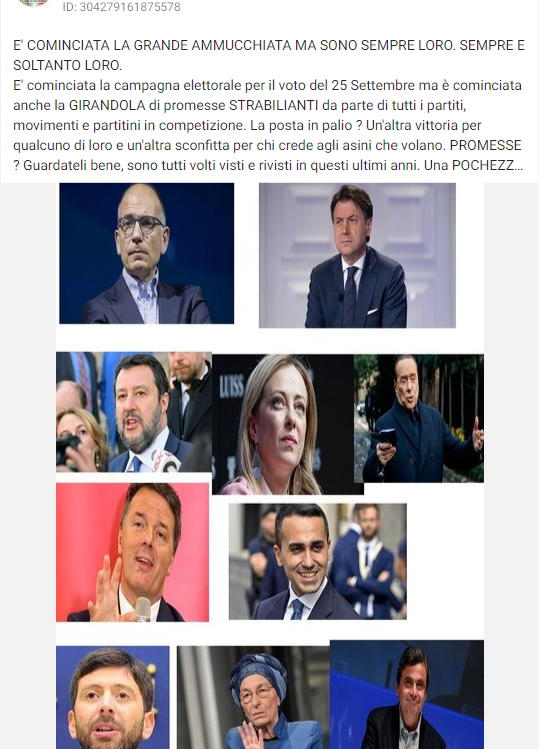 ID: 304279161875578
E' COMINCIATA LA GRANDE AMMUCCHIATA MA SONO SEMPRE LORO. SEMPRE E
SOLTANTO LORO.
E' cominciata la campagna elettorale per il voto del 25 Settembre ma è cominciata
anche la GIRANDOLA di promesse STRABILIANTI da parte di tutti i partiti,
movimenti e partitini in competizione. La posta in palio ? Un'altra vittoria per
qualcuno di loro e un'altra sconfitta per chi crede agli asini che volano. PROMESSE
? Guardateli bene, sono tutti volti visti e rivisti in questi ultimi anni. Una POCHEZZ...
LUISS